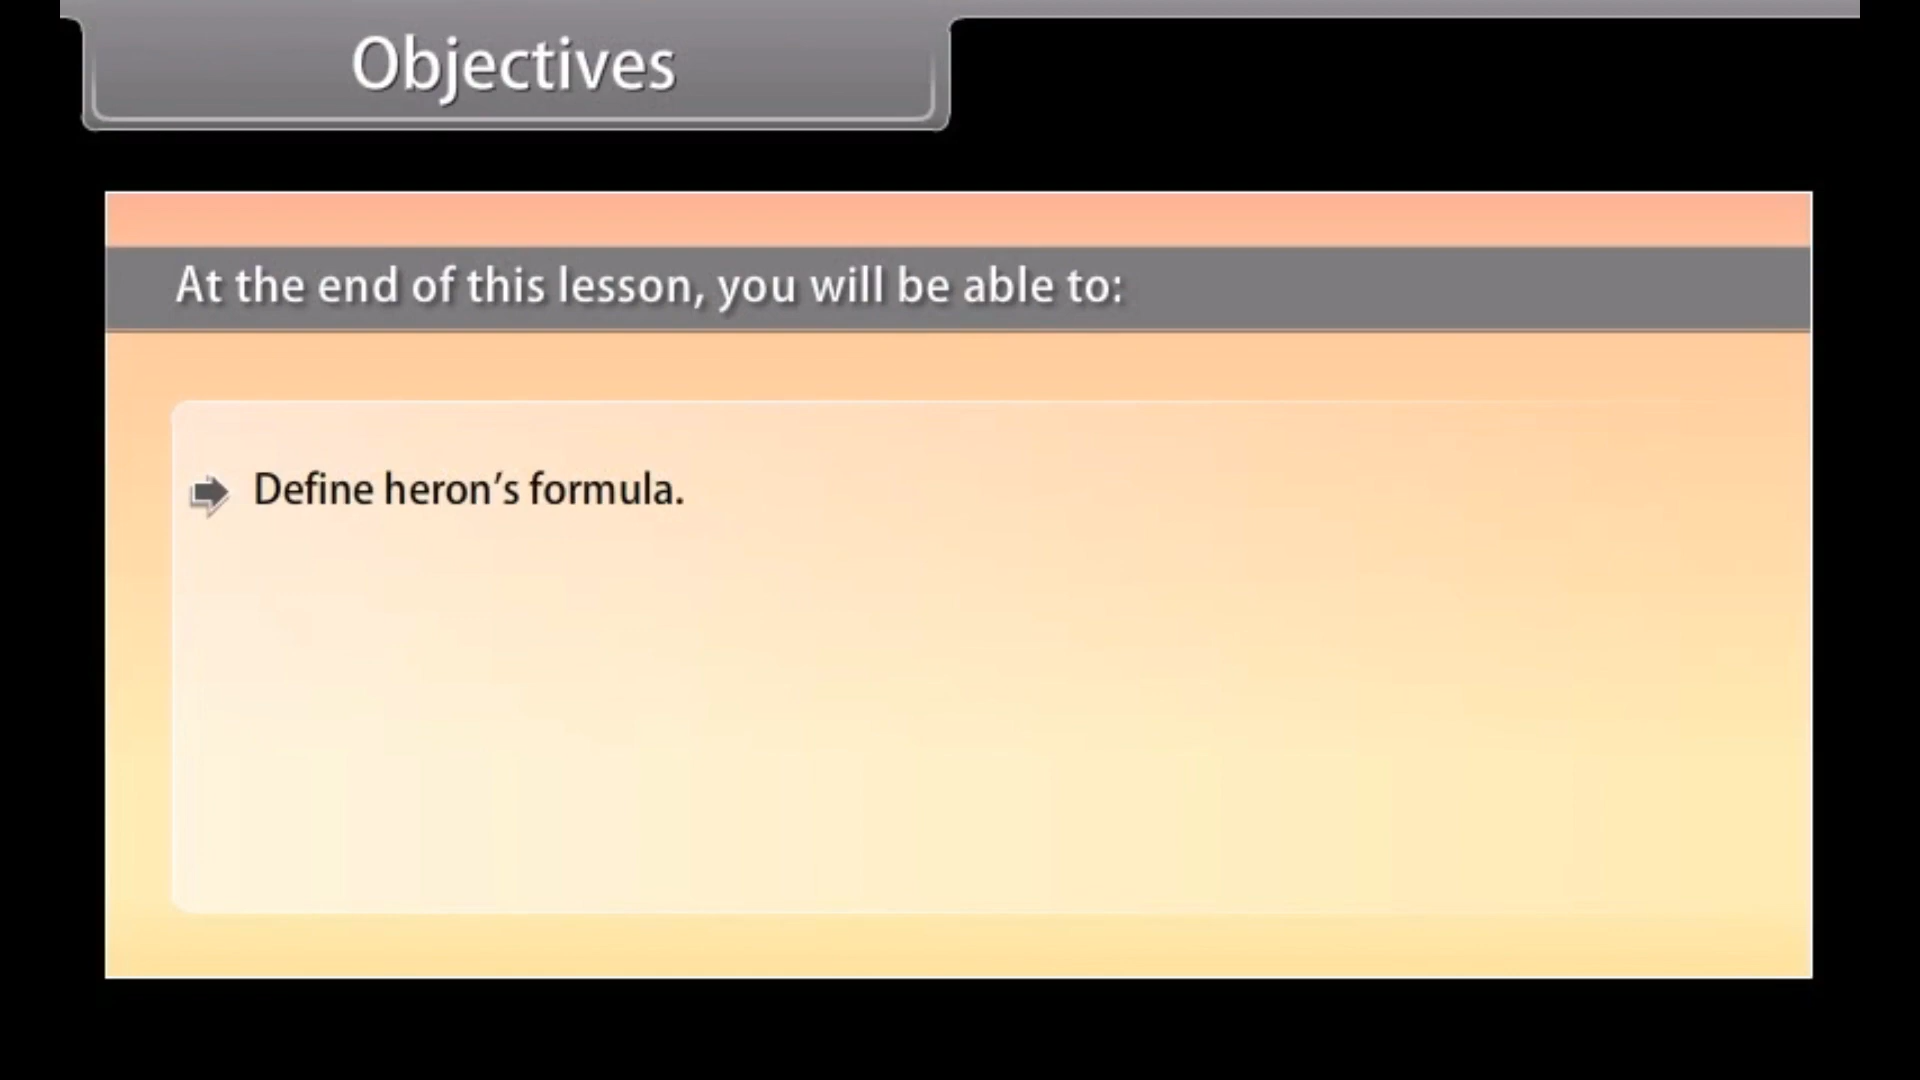 Objectives
At the end of this lesson, you will be able to:
Define heron’s formula.